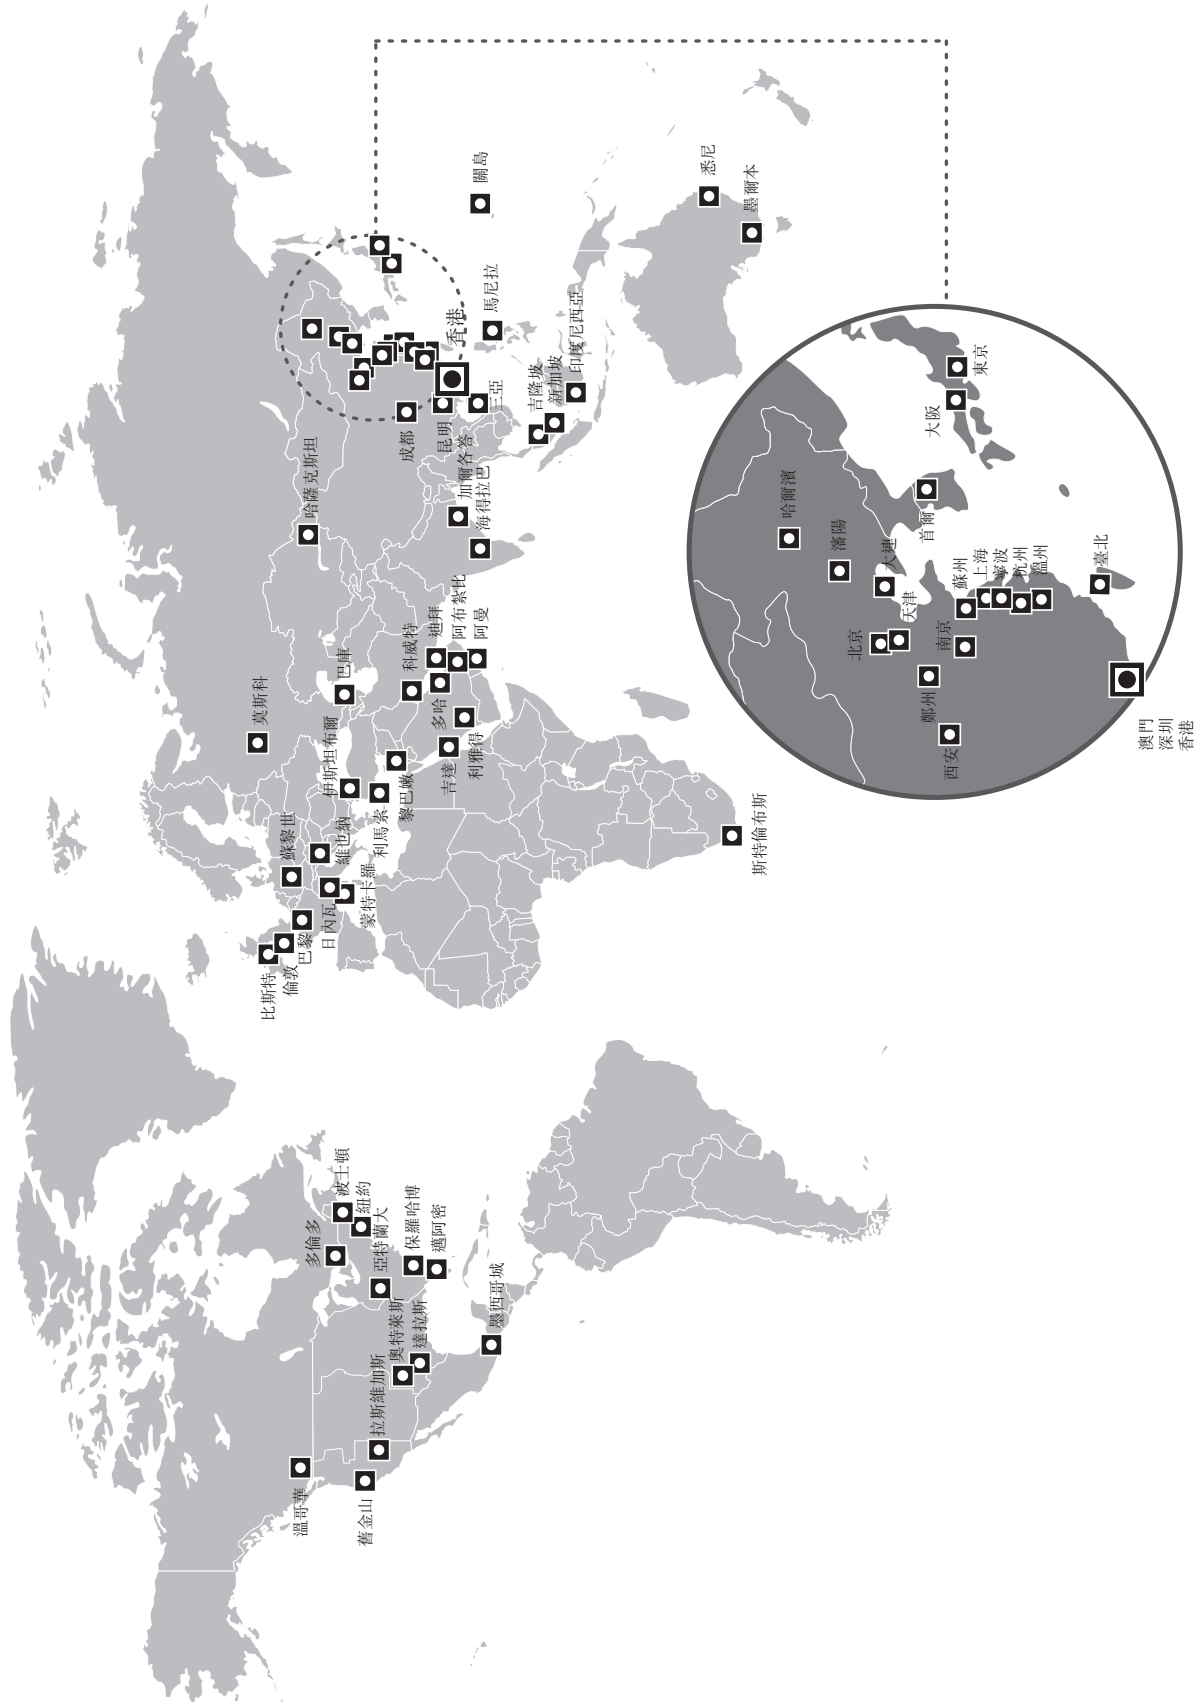 溫哥華
舊金山
拉斯維加斯
奧特萊斯
達拉斯
墨西哥城
多倫多
亞特蘭大
波士頓
紐約
保羅哈博
邁阿密
比斯特
倫敦
巴黎
日內瓦
蒙特卡羅
蘇黎世
維也納
利馬索
伊斯坦布爾
黎巴嫩
莫斯科
巴庫
吉達
利雅得
多哈
科威特
迪拜
阿布扎比
阿曼
斯特倫布斯
哈薩克斯坦
加爾各答
海得拉巴
成都
昆明
三亞
香港
馬尼拉
關島
吉隆坡
新加坡
印度尼西亞
悉尼
墨爾本
哈爾濱
瀋陽
大連
北京
天津
首爾
大阪
東京
西安
鄭州
南京
蘇州
上海
寧波
杭州
溫州
臺北
澳門
深圳
香港